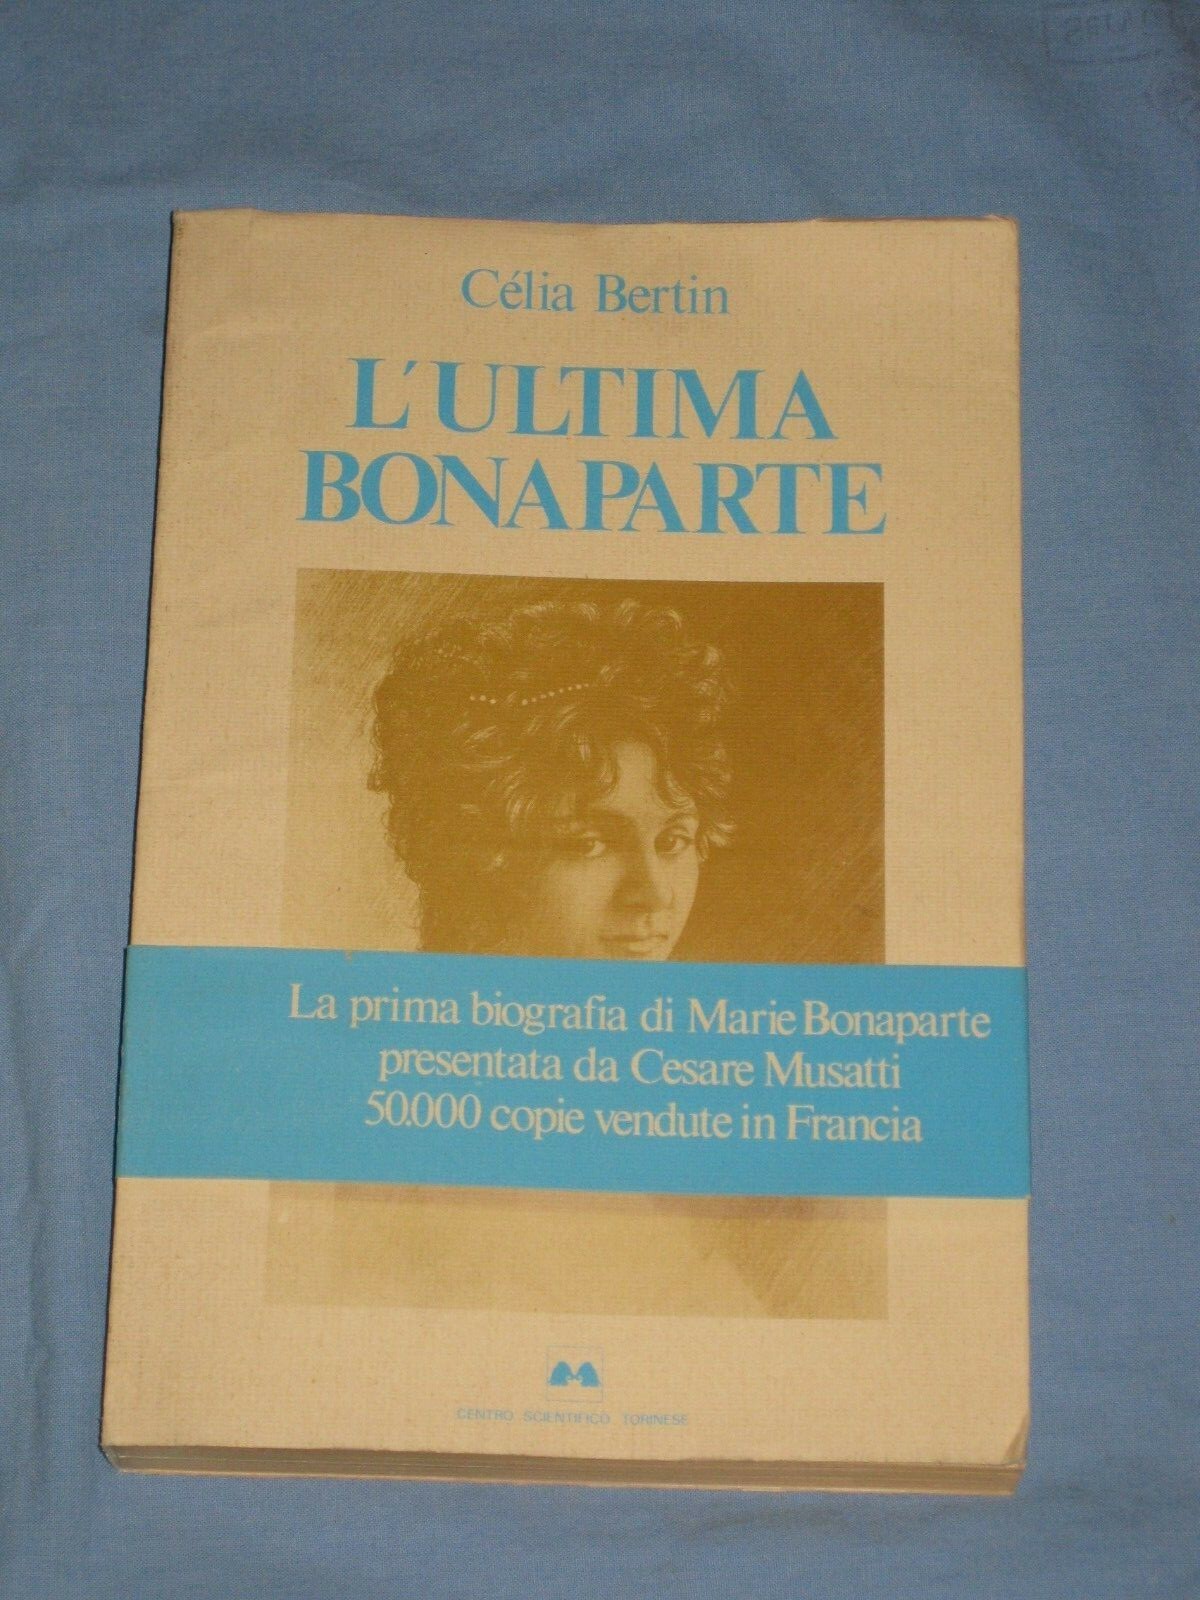 Célia Bertin
L'ULTIMA
BONAPARTE
La prima biografia di Marie Bonaparte
presentata da Cesare Musatti
50.000 copie vendute in Francia
CENTRO SCIENTIFICO TORINESE